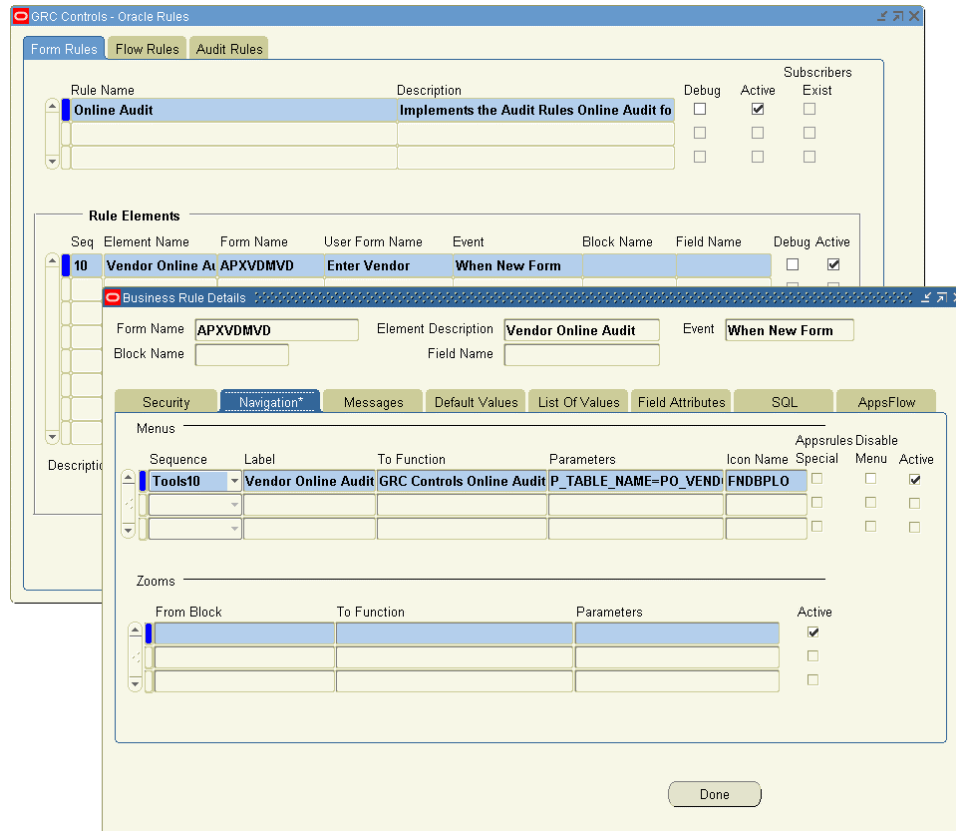 GRC Controls - Oracle Rules
Form Rules Flow Rules Audit Rules
Subscribers
Rule Name Description Debug Active Exist
Online Audit Implements the Audit Rules Online Audit fo
Rule Elements
Seq Element Name Form Name User Form Name Event Block Name Field Name Debug Active
10 Vendor Online Au APXVDMVD Enter Vendor When New Form
Business Rule Details
Form Name APXVDMVD Element Description Vendor Online Audit Event When New Form
Block Name Field Name
Security Navigation* Messages Default Values List Of Values Field Attributes SQL AppsFlow
Menus
Appsrules Disable
Sequence Label To Function Parameters Icon Name Special Menu Active
Descriptio
Tools10 Vendor Online Audit GRC Controls Online Audit P_TABLE_NAME=PO_VEND FNDBPLO
Zooms
From Block To Function Parameters Active
Done